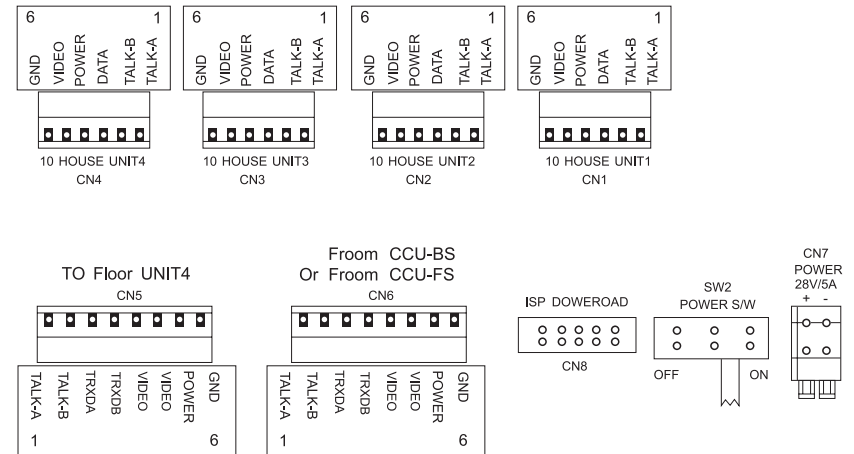 6 1
GND VIDEO POWER DATA TALK-B TALK-A
10 HOUSE UNIT4
CN4
6 1
GND VIDEO POWER DATA TALK-B TALK-A
10 HOUSE UNIT3
CN3
6 1
GND VIDEO POWER DATA TALK-B TALK-A
10 HOUSE UNIT2
CN2
6 1
GND VIDEO POWER DATA TALK-B TALK-A
10 HOUSE UNIT1
CN1
TO Floor UNIT4
CN5
TALK-A TALK-B TRXDA TRXDB VIDEO VIDEO POWER GND
1 6
Froom CCU-BS
Or Froom CCU-FS
CN6
TALK-A TALK-B TRXDA TRXDB VIDEO VIDEO POWER GND
1 6
ISP DOWEROAD
CN8
SW2
POWER S/W
OFF ON
CN7
POWER
28V/5A
+ -